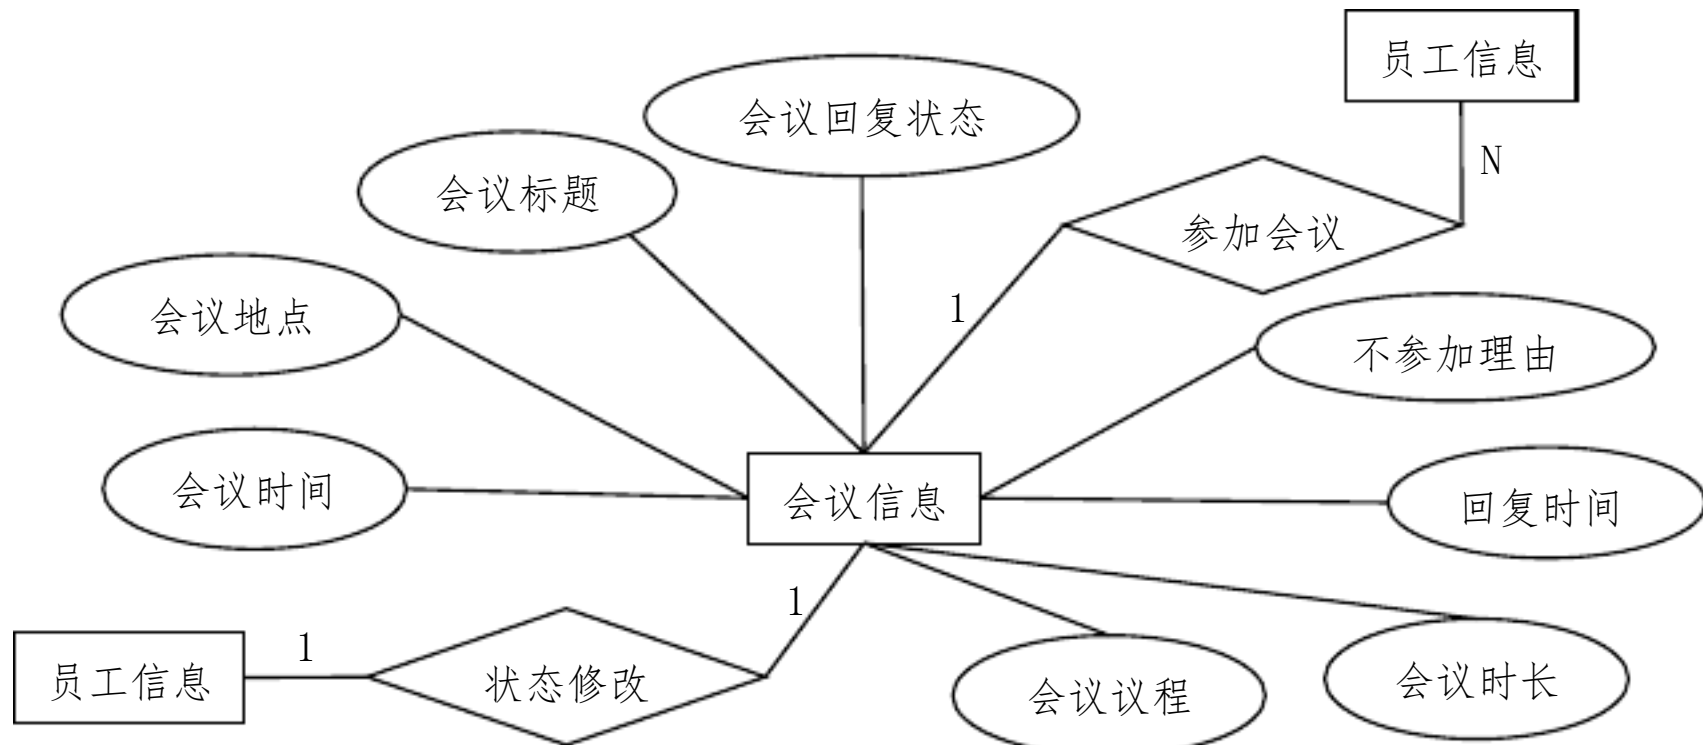 员工信息
会议回复状态
N
会议标题
参加会议
1
会议地点
不参加理由
会议时间
会议信息
回复时间
1
1
员工信息
状态修改
会议议程
会议时长